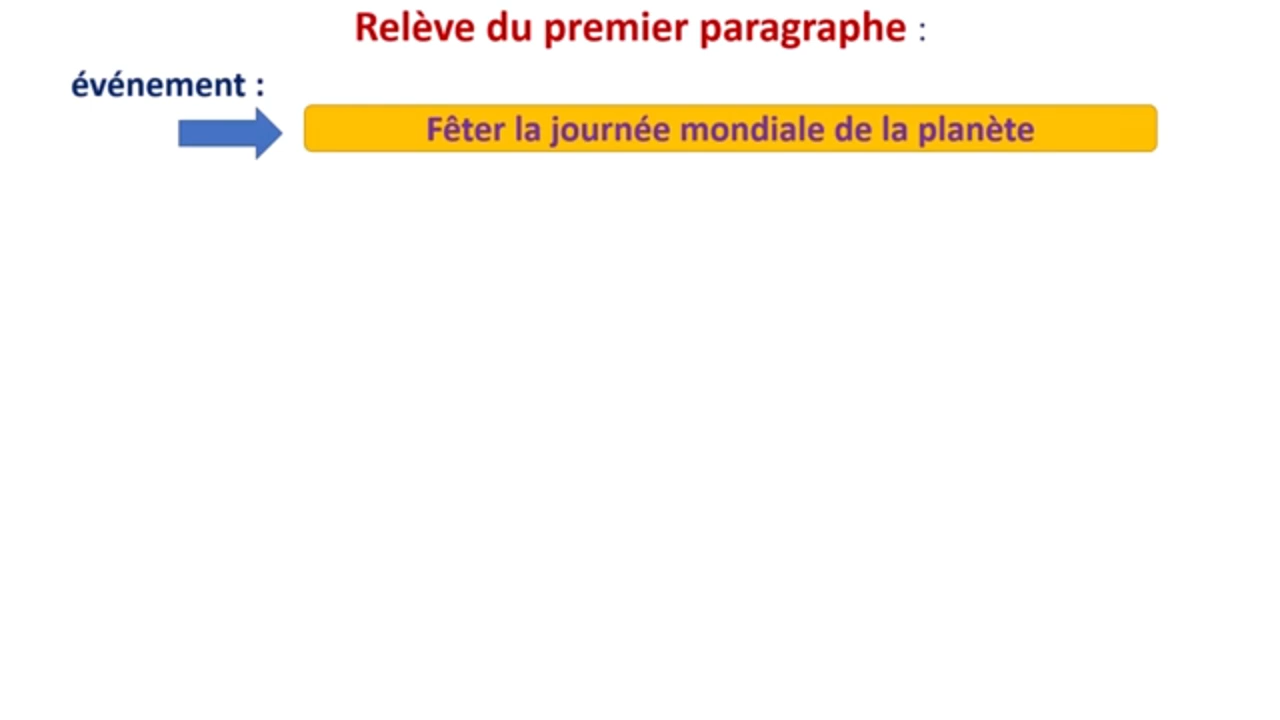 Relève du premier paragraphe :
événement :
Fêter la journée mondiale de la planète